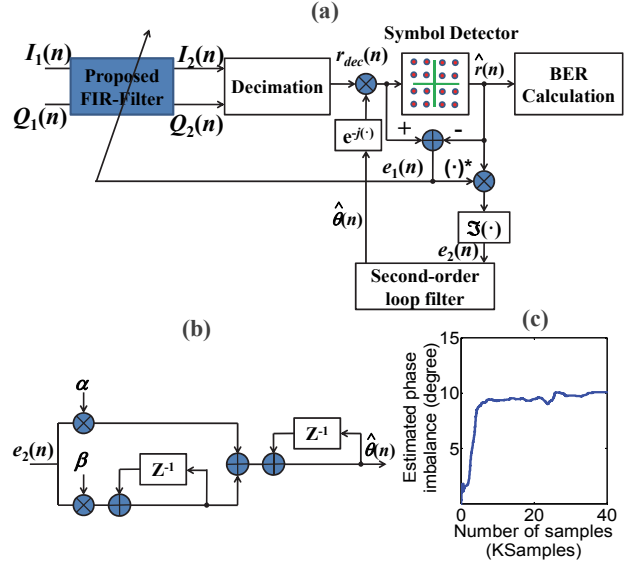 (a)
I₁(n)
Q₁(n)
Proposed
FIR-Filter
I₂(n)
Q₂(n)
Decimation
r_dec(n)
e^-j(·)
Symbol Detector
r̂(n)
BER
Calculation
+
-
e₁(n)
(·)*
ℑ(·)
e₂(n)
θ̂(n)
Second-order
loop filter
(b)
α
e₂(n)
β
Z⁻¹
Z⁻¹
θ̂(n)
(c)
Estimated phase
imbalance (degree)
15
10
5
0
20
40
Number of samples
(KSamples)